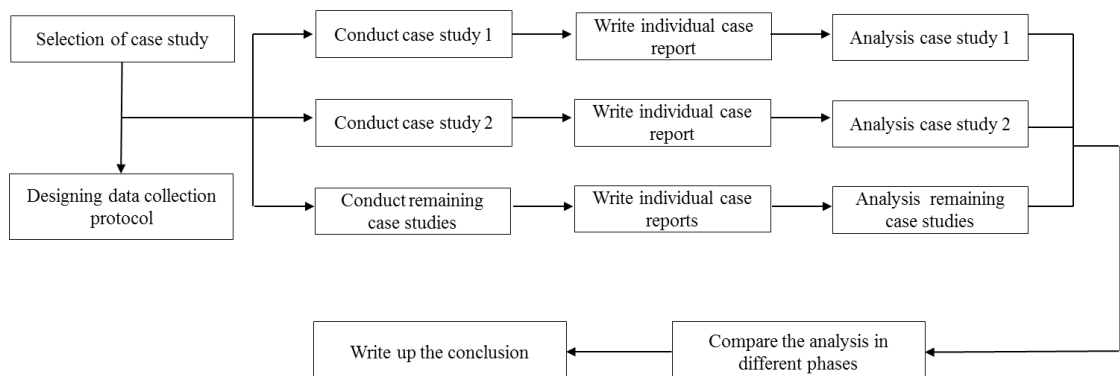 Selection of case study
Designing data collection
protocol
Conduct case study 1
Write individual case
report
Analysis case study 1
Conduct case study 2
Write individual case
report
Analysis case study 2
Conduct remaining
case studies
Write individual case
reports
Analysis remaining
case studies
Compare the analysis in
different phases
Write up the conclusion